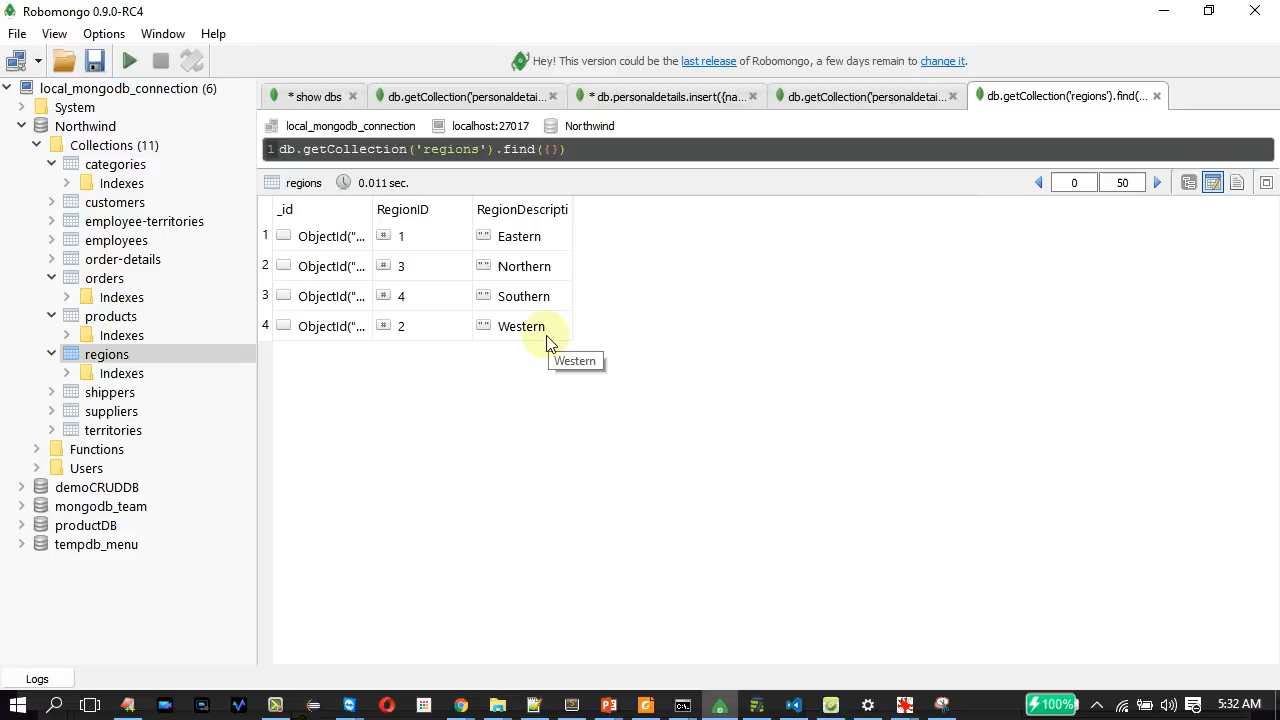 Robomongo 0.9.0-RC4
File View Options Window Help
Hey! This version could be the last release of Robomongo, a few days remain to change it.
local_mongodb_connection (6)
System
Northwind
Collections (11)
categories
Indexes
customers
employee-territories
employees
order-details
orders
Indexes
products
Indexes
regions
Indexes
shippers
suppliers
territories
Functions
Users
demoCRUDDB
mongodb_team
productDB
tempdb_menu
* show dbs
db.getCollection('personaldetai...
* db.personaldetails.insert({na...
db.getCollection('personaldetai...
db.getCollection('regions').find(...
local_mongodb_connection localhost:27017 Northwind
1 db.getCollection('regions').find({})
regions 0.011 sec. 0 50
_id RegionID RegionDescripti
1 ObjectId("... # 1 "" Eastern
2 ObjectId("... # 3 "" Northern
3 ObjectId("... # 4 "" Southern
4 ObjectId("... # 2 "" Western
Western
Logs
100% 5:32 AM